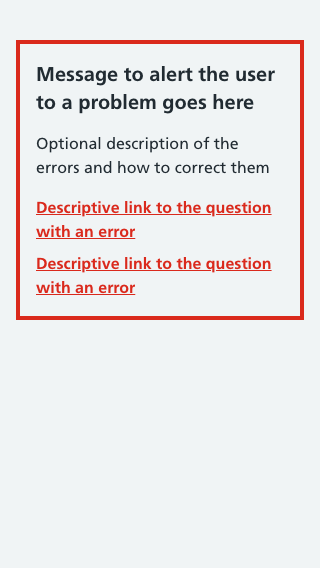 Message to alert the user
to a problem goes here
Optional description of the
errors and how to correct them
Descriptive link to the question
with an error
Descriptive link to the question
with an error